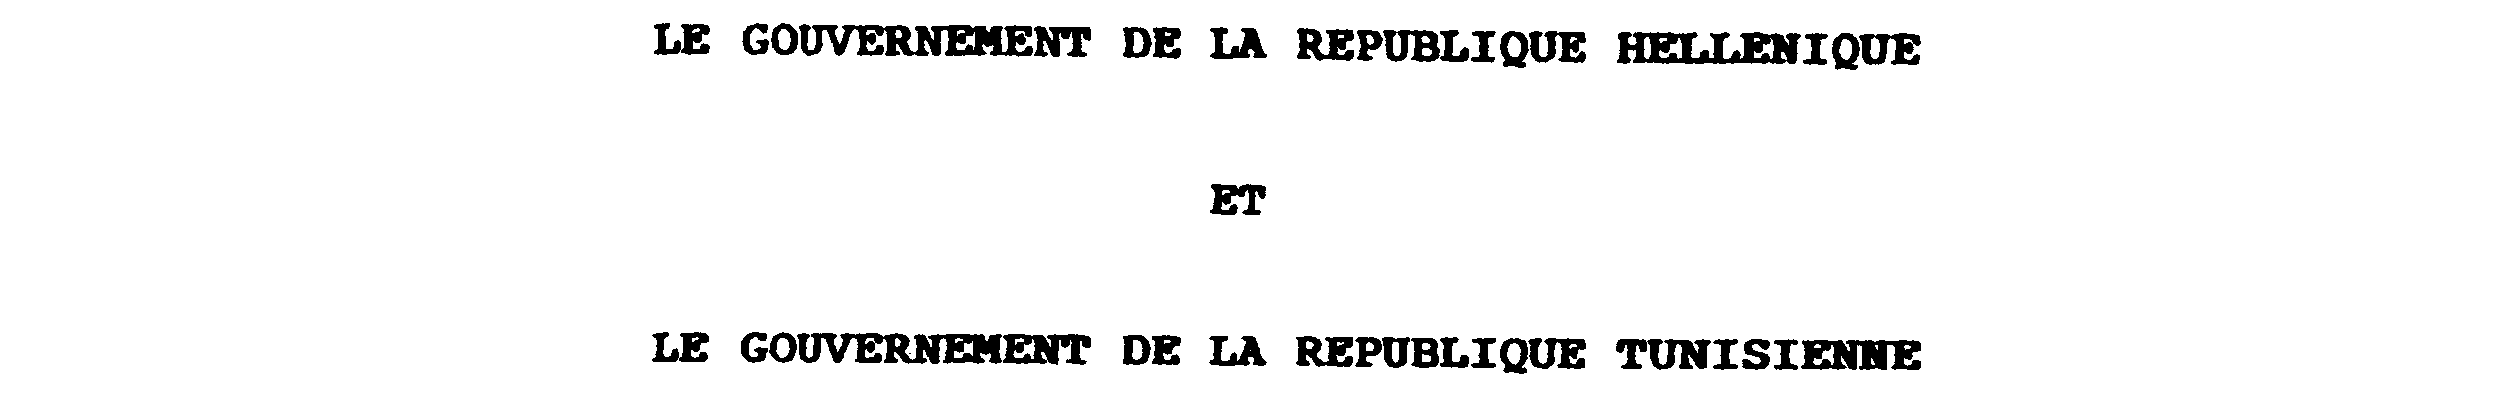 LE GOUVERNEMENT DE LA REPUBLIQUE HELLENIQUE
ET
LE GOUVERNEMENT DE LA REPUBLIQUE TUNISIENNE